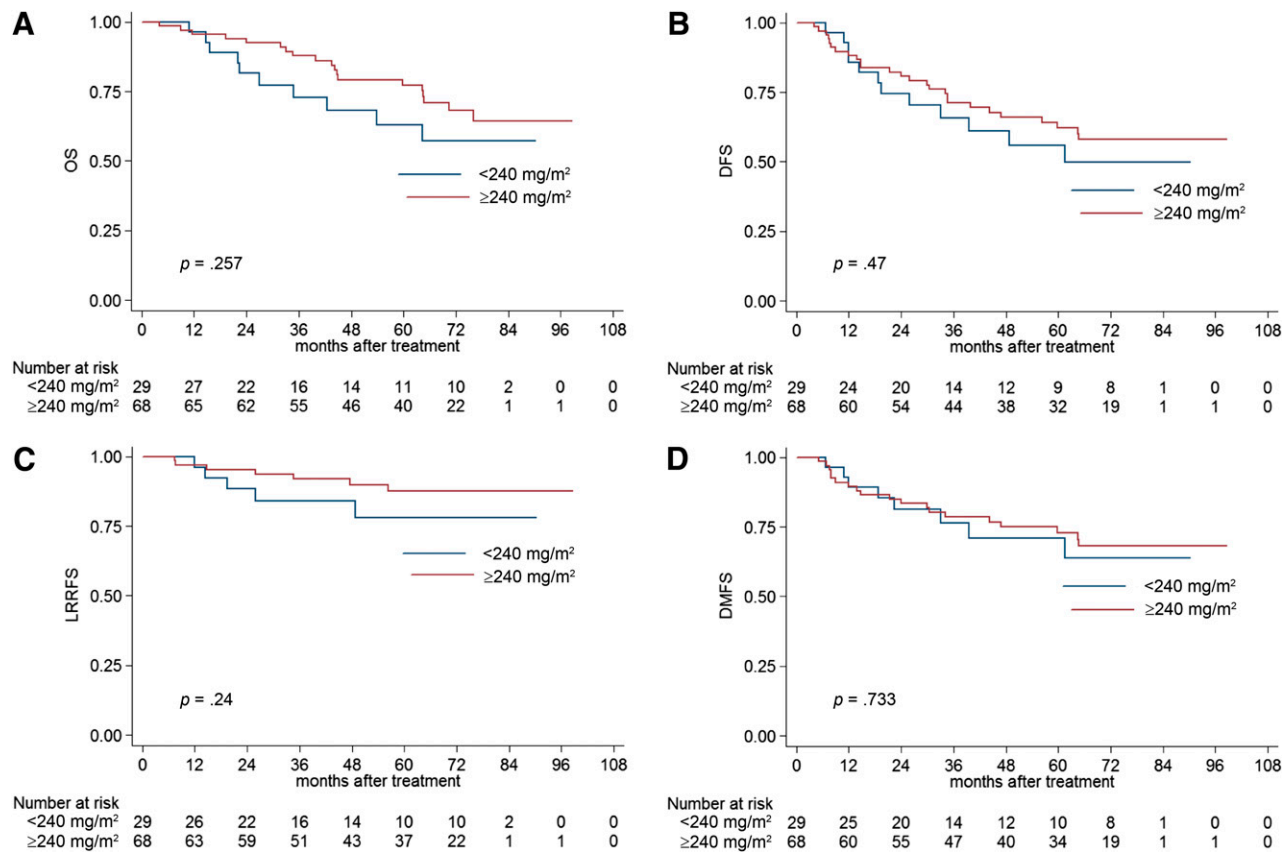 A
1.00
0.75
0.50
0.25
0.00
OS
<240 mg/m²
≥240 mg/m²
p = .257
0 12 24 36 48 60 72 84 96 108
months after treatment
Number at risk
<240 mg/m² 29 27 22 16 14 11 10 2 0 0
≥240 mg/m² 68 65 62 55 46 40 22 1 1 0
B
1.00
0.75
0.50
0.25
0.00
DFS
<240 mg/m²
≥240 mg/m²
p = .47
0 12 24 36 48 60 72 84 96 108
months after treatment
Number at risk
<240 mg/m² 29 24 20 14 12 9 8 1 0 0
≥240 mg/m² 68 60 54 44 38 32 19 1 1 0
C
1.00
0.75
0.50
0.25
0.00
LRRFS
<240 mg/m²
≥240 mg/m²
p = .24
0 12 24 36 48 60 72 84 96 108
months after treatment
Number at risk
<240 mg/m² 29 26 22 16 14 10 10 2 0 0
≥240 mg/m² 68 63 59 51 43 37 22 1 1 0
D
1.00
0.75
0.50
0.25
0.00
DMFS
<240 mg/m²
≥240 mg/m²
p = .733
0 12 24 36 48 60 72 84 96 108
months after treatment
Number at risk
<240 mg/m² 29 25 20 14 12 10 8 1 0 0
≥240 mg/m² 68 60 55 47 40 34 19 1 1 0